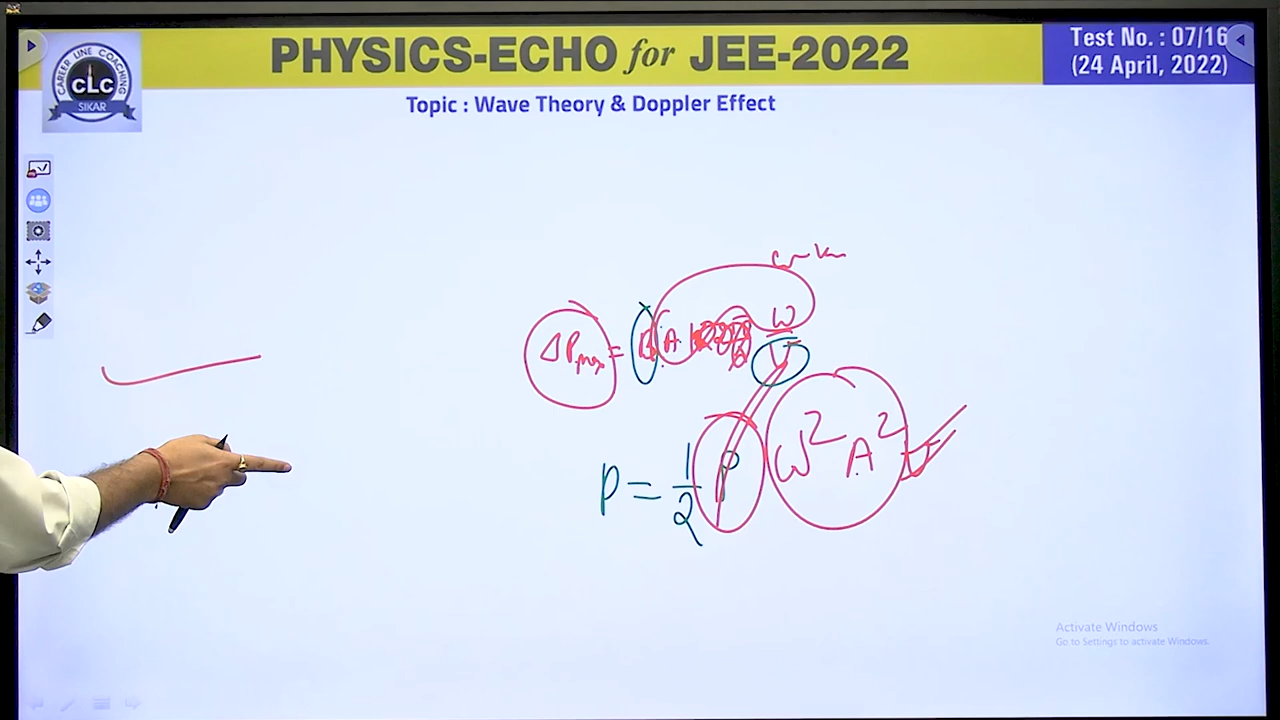 PHYSICS-ECHO for JEE-2022
Test No. : 07/16
(24 April, 2022)
CAREER LINE COACHING
CLC
SIKAR
Topic : Wave Theory & Doppler Effect
ΔPmax = BA ω/V
P = 1/2 ρ ω² A² V
Activate Windows
Go to Settings to activate Windows.